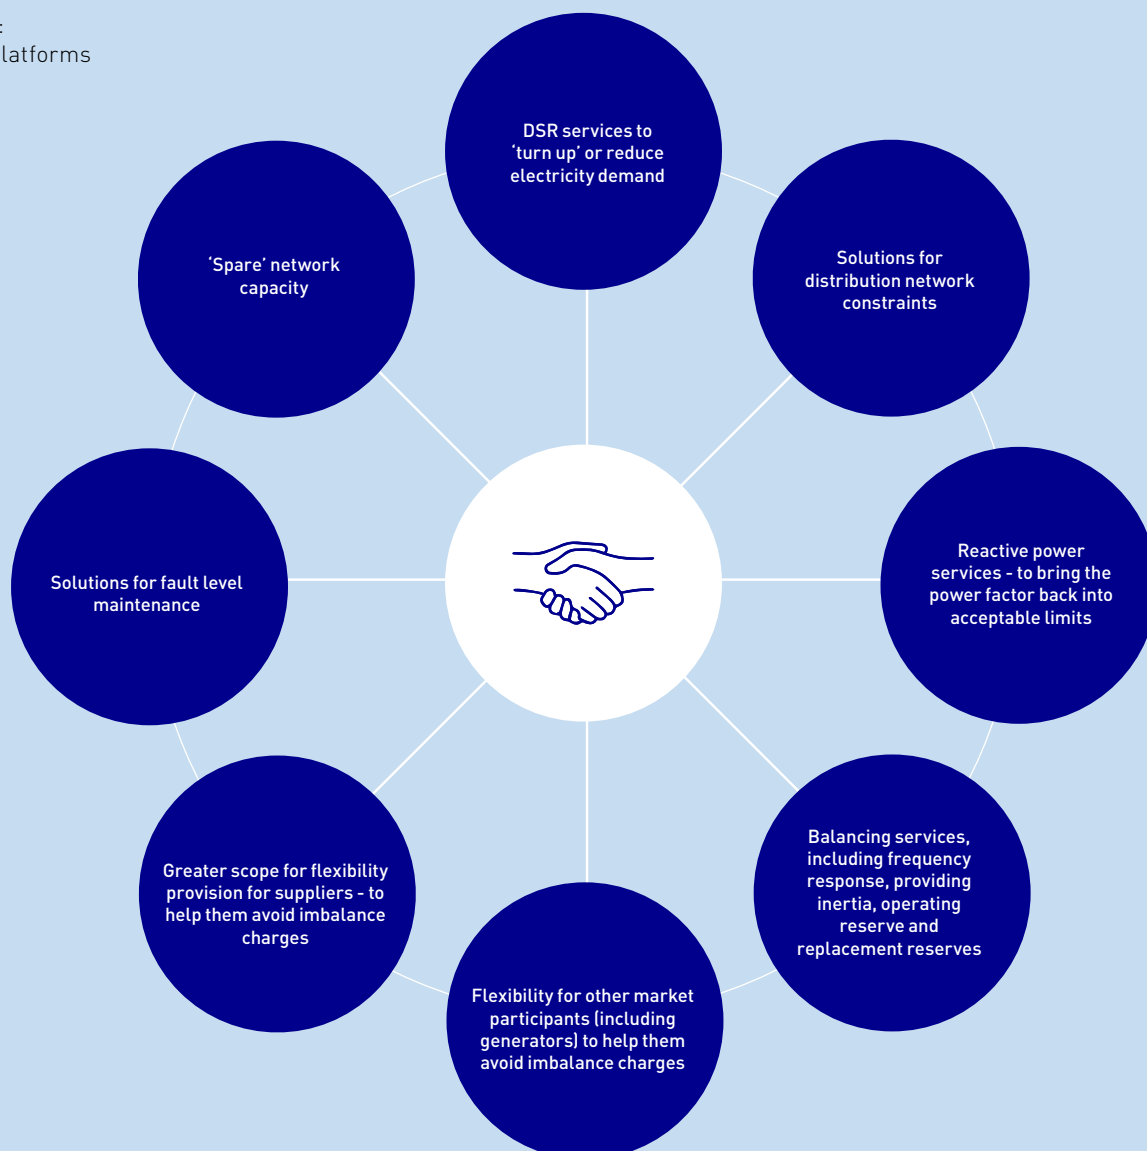 :
latforms
DSR services to
‘turn up’ or reduce
electricity demand
Solutions for
distribution network
constraints
Reactive power
services - to bring the
power factor back into
acceptable limits
Balancing services,
including frequency
response, providing
inertia, operating
reserve and
replacement reserves
Flexibility for other market
participants (including
generators) to help them
avoid imbalance charges
Greater scope for flexibility
provision for suppliers - to
help them avoid imbalance
charges
Solutions for fault level
maintenance
‘Spare’ network
capacity